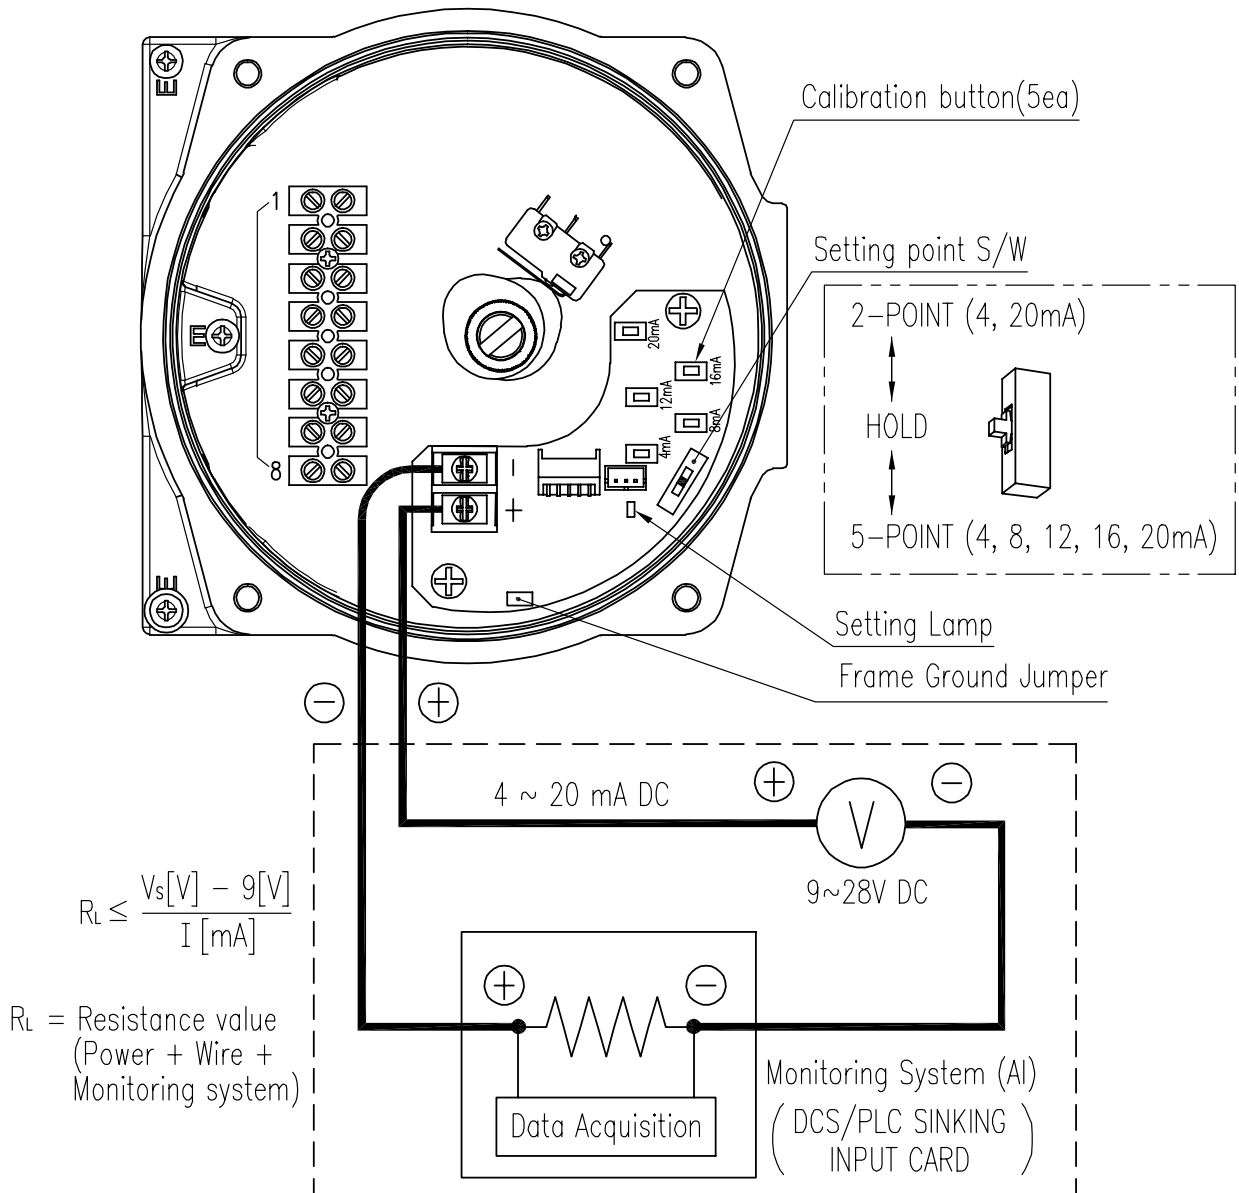 Calibration button(5ea)
E
1
Setting point S/W
2-POINT (4, 20mA)
20mA
E
16mA
12mA
HOLD
8mA
4mA
8
−
+
5-POINT (4, 8, 12, 16, 20mA)
E
Setting Lamp
Frame Ground Jumper
− +
4 ~ 20 mA DC
+ −
V
9~28V DC
RL ≤ Vs[V] − 9[V]
I [mA]
+ −
RL = Resistance value
(Power + Wire +
Monitoring system)
Monitoring System (AI)
Data Acquisition
( DCS/PLC SINKING
INPUT CARD )